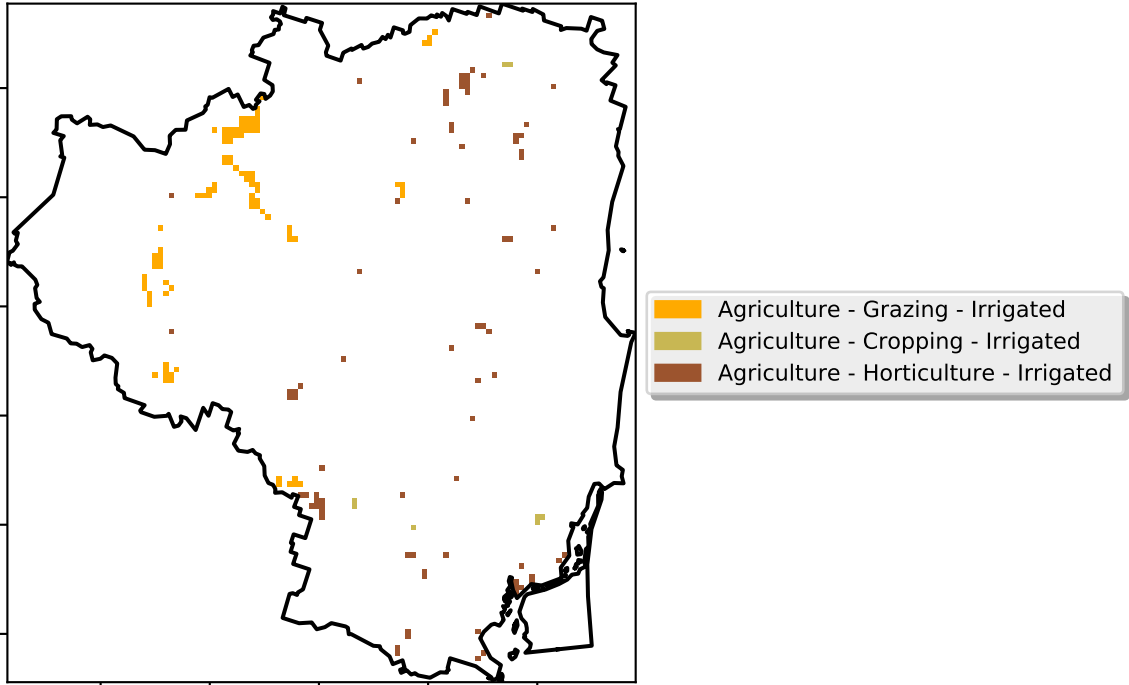 Agriculture - Grazing - Irrigated
Agriculture - Cropping - Irrigated
Agriculture - Horticulture - Irrigated